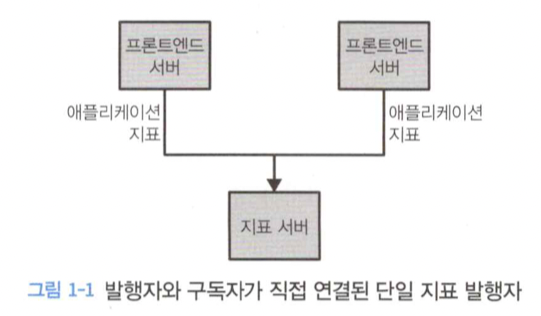 프론트엔드
서버
프론트엔드
서버
애플리케이션
지표
애플리케이션
지표
지표 서버
그림 1-1 발행자와 구독자가 직접 연결된 단일 지표 발행자